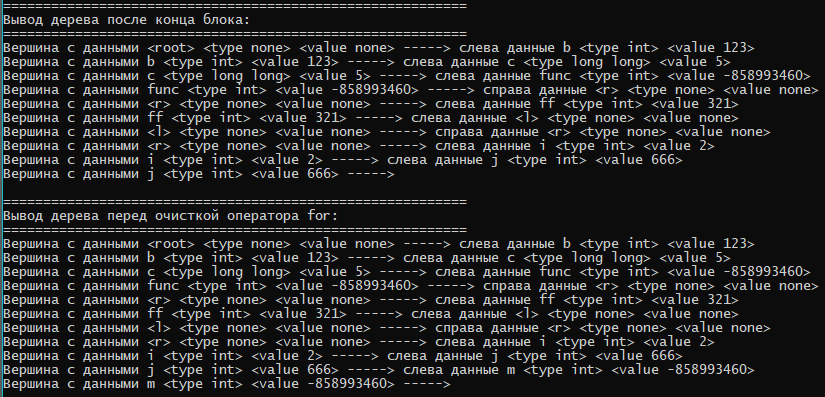 ==========================================================
Вывод дерева после конца блока:
==========================================================
Вершина с данными <root> <type none> <value none> -----> слева данные b <type int> <value 123>
Вершина с данными b <type int> <value 123> -----> слева данные c <type long long> <value 5>
Вершина с данными c <type long long> <value 5> -----> слева данные func <type int> <value -858993460>
Вершина с данными func <type int> <value -858993460> -----> справа данные <r> <type none> <value none>
Вершина с данными <r> <type none> <value none> -----> слева данные ff <type int> <value 321>
Вершина с данными ff <type int> <value 321> -----> слева данные <l> <type none> <value none>
Вершина с данными <l> <type none> <value none> -----> справа данные <r> <type none> <value none>
Вершина с данными <r> <type none> <value none> -----> слева данные i <type int> <value 2>
Вершина с данными i <type int> <value 2> -----> слева данные j <type int> <value 666>
Вершина с данными j <type int> <value 666> ----->
==========================================================
Вывод дерева перед очисткой оператора for:
==========================================================
Вершина с данными <root> <type none> <value none> -----> слева данные b <type int> <value 123>
Вершина с данными b <type int> <value 123> -----> слева данные c <type long long> <value 5>
Вершина с данными c <type long long> <value 5> -----> слева данные func <type int> <value -858993460>
Вершина с данными func <type int> <value -858993460> -----> справа данные <r> <type none> <value none>
Вершина с данными <r> <type none> <value none> -----> слева данные ff <type int> <value 321>
Вершина с данными ff <type int> <value 321> -----> слева данные <l> <type none> <value none>
Вершина с данными <l> <type none> <value none> -----> справа данные <r> <type none> <value none>
Вершина с данными <r> <type none> <value none> -----> слева данные i <type int> <value 2>
Вершина с данными i <type int> <value 2> -----> слева данные j <type int> <value 666>
Вершина с данными j <type int> <value 666> -----> слева данные m <type int> <value -858993460>
Вершина с данными m <type int> <value -858993460> ----->